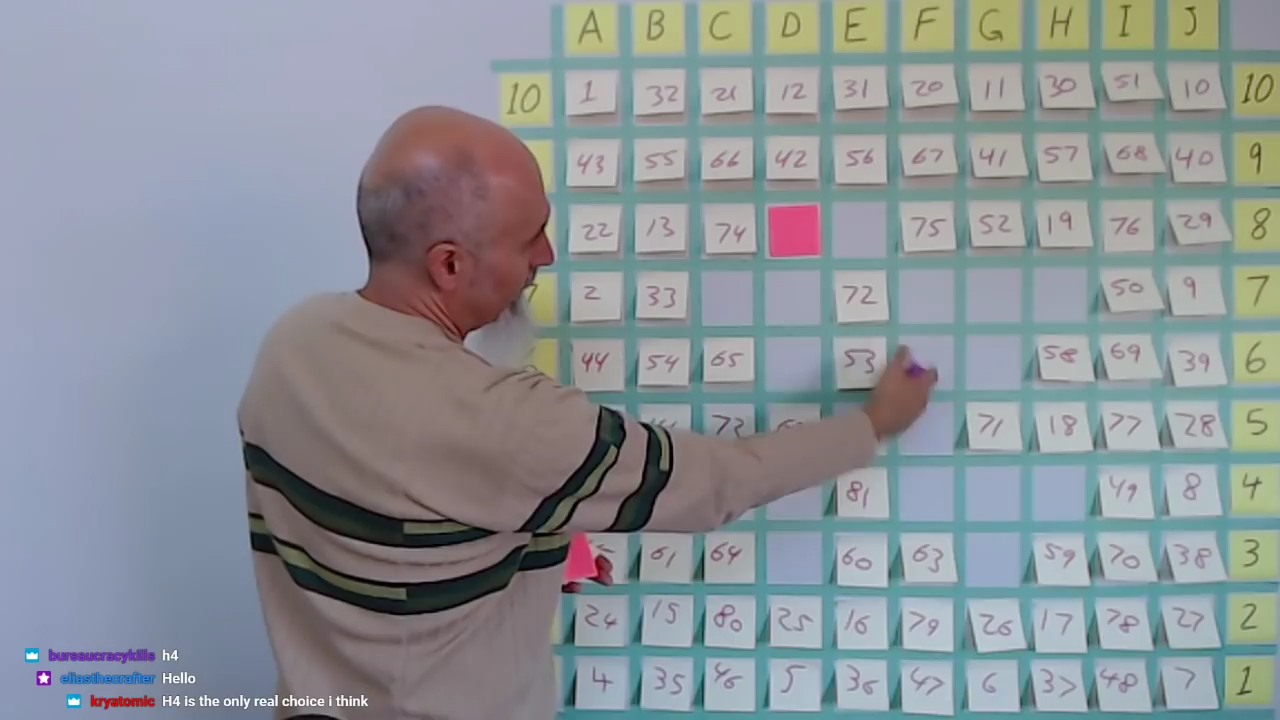 A B C D E F G H I J
10 1 32 21 12 31 20 11 30 51 10 10
43 55 66 42 56 67 41 57 68 40 9
22 13 74 75 52 19 76 29 8
7 2 33 72 50 9 7
44 54 65 53 58 69 39 6
71 18 77 28 5
81 49 8 4
61 64 60 63 59 70 38 3
24 15 80 25 16 79 26 17 78 27 2
4 35 46 5 36 47 6 37 48 7 1
bureaucracykills h4
eliasthecrafter Hello
kryatomic H4 is the only real choice i think